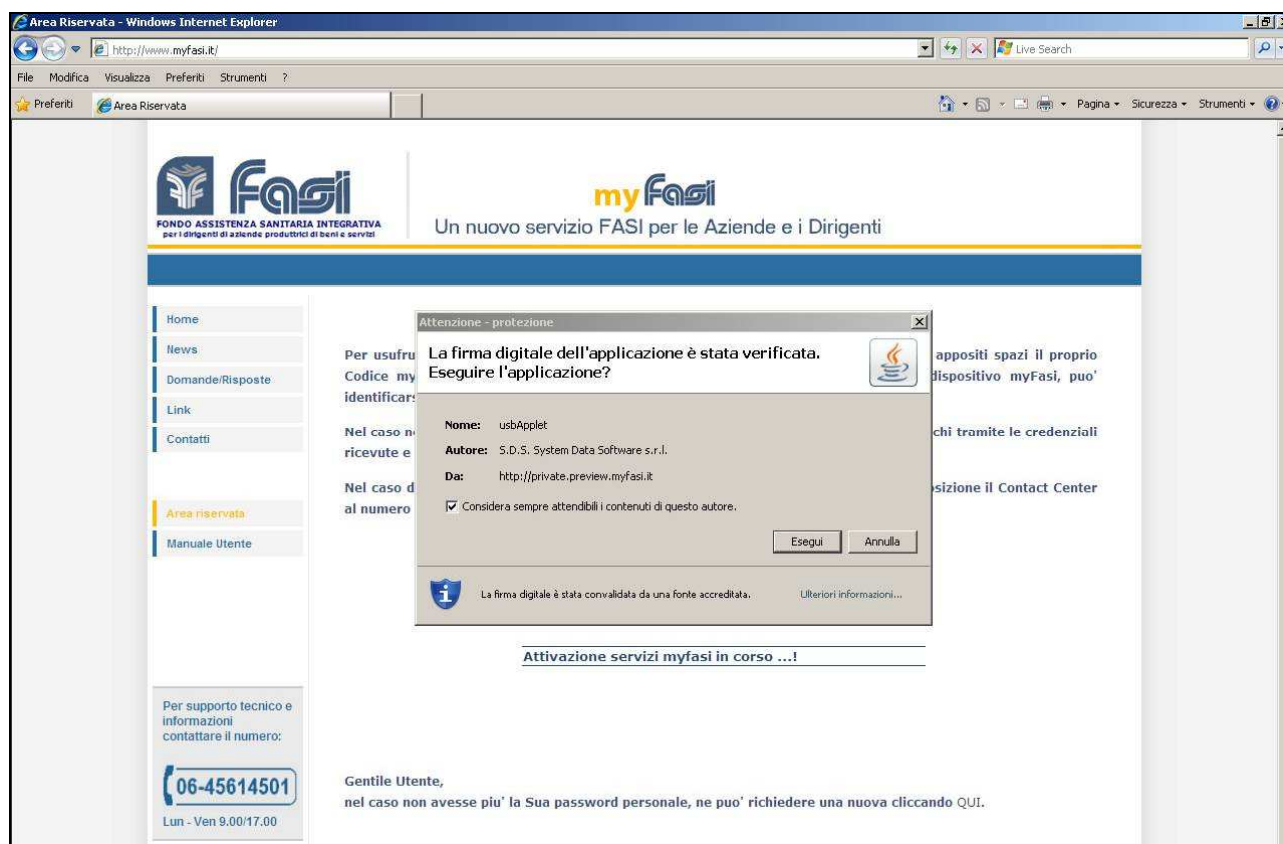 Area Riservata - Windows Internet Explorer
http://www.myfasi.it/
Live Search
File Modifica Visualizza Preferiti Strumenti ?
Preferiti Area Riservata Pagina Sicurezza Strumenti
Fasi
FONDO ASSISTENZA SANITARIA INTEGRATIVA
per i dirigenti di aziende produttrici di beni e servizi
my Fasi
Un nuovo servizio FASI per le Aziende e i Dirigenti
Home
News
Domande/Risposte
Link
Contatti
Area riservata
Manuale Utente
Per usufru
appositi spazi il proprio
Codice my
dispositivo myFasi, puo'
identificars
Nel caso n
chi tramite le credenziali
ricevute e
Nel caso d
sizione il Contact Center
al numero
Attenzione - protezione
La firma digitale dell'applicazione è stata verificata.
Eseguire l'applicazione?
Nome: usbApplet
Autore: S.D.S. System Data Software s.r.l.
Da: http://private.preview.myfasi.it
Considera sempre attendibili i contenuti di questo autore.
Esegui Annulla
La firma digitale è stata convalidata da una fonte accreditata. Ulteriori informazioni...
Attivazione servizi myfasi in corso ...!
Per supporto tecnico e
informazioni
contattare il numero:
06-45614501
Lun - Ven 9.00/17.00
Gentile Utente,
nel caso non avesse piu' la Sua password personale, ne puo' richiedere una nuova cliccando QUI.